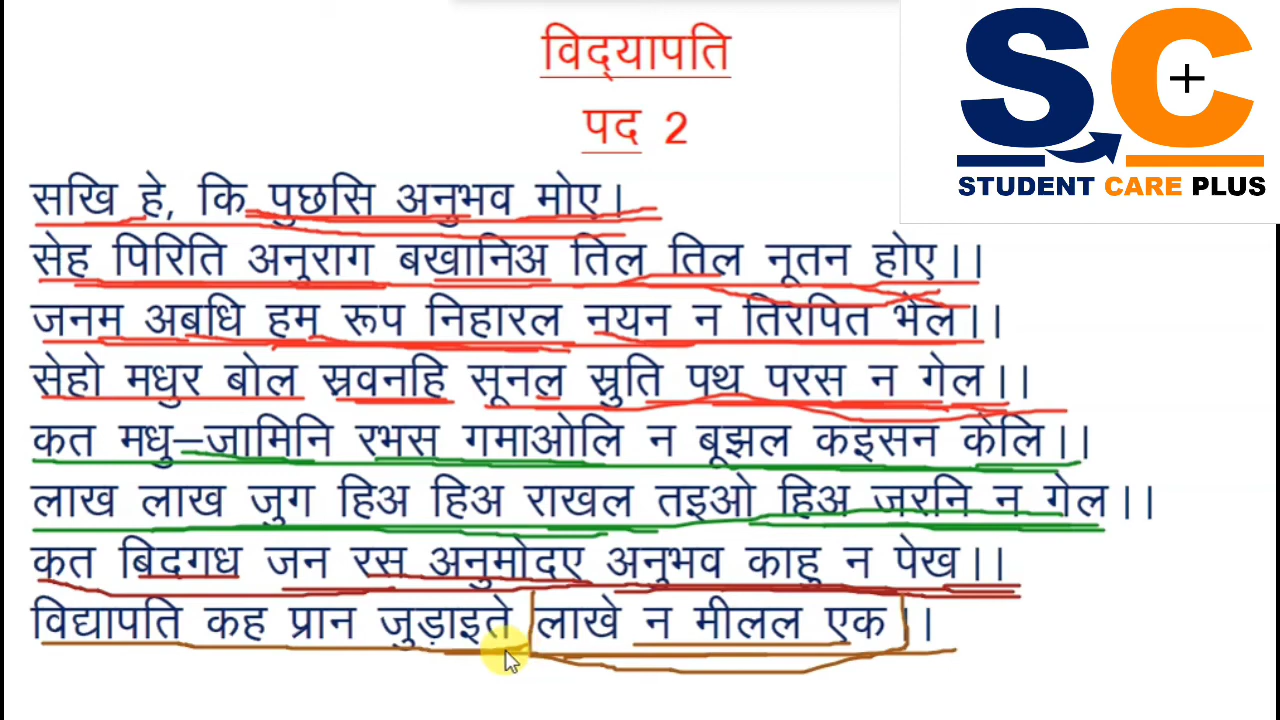 विद्यापति
पद 2
SC+
STUDENT CARE PLUS
सखि हे, कि पुछसि अनुभव मोए।
सेह पिरिति अनुराग बखानिअ तिल तिल नूतन होए।।
जनम अबधि हम रूप निहारल नयन न तिरपित भेल।।
सेहो मधुर बोल स्रवनहि सूनल स्रुति पथ परस न गेल।।
कत मधु–जामिनि रभस गमाओलि न बूझल कइसन केलि।।
लाख लाख जुग हिअ हिअ राखल तइओ हिअ जरनि न गेल।।
कत बिदगध जन रस अनुमोदए अनुभव काहु न पेख।।
विद्यापति कह प्रान जुड़ाइते लाखे न मीलल एक।।